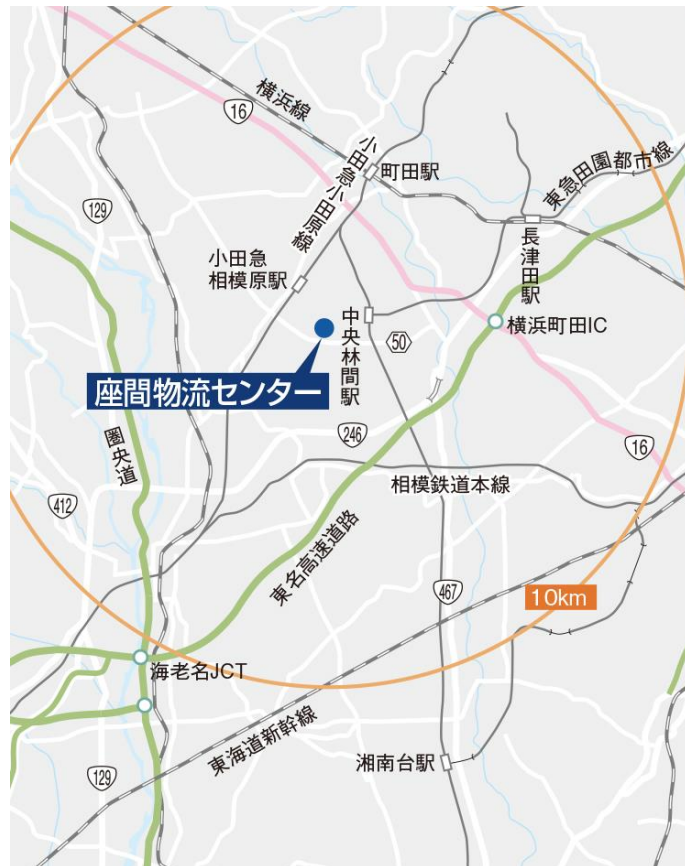 横浜線
16
小田急小田原線
町田駅
東急田園都市線
129
小田急
相模原駅
長津田駅
中央林間駅
50
横浜町田IC
座間物流センター
圏央道
246
16
412
相模鉄道本線
東名高速道路
467
10km
海老名JCT
東海道新幹線
湘南台駅
129